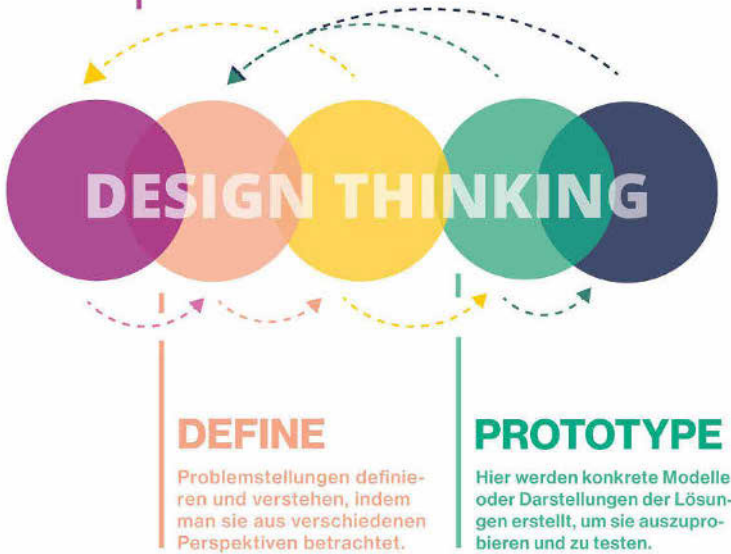 DESIGN THINKING
DEFINE
Problemstellungen definie-
ren und verstehen, indem
man sie aus verschiedenen
Perspektiven betrachtet.
PROTOTYPE
Hier werden konkrete Modelle
oder Darstellungen der Lösun-
gen erstellt, um sie auszupro-
bieren und zu testen.